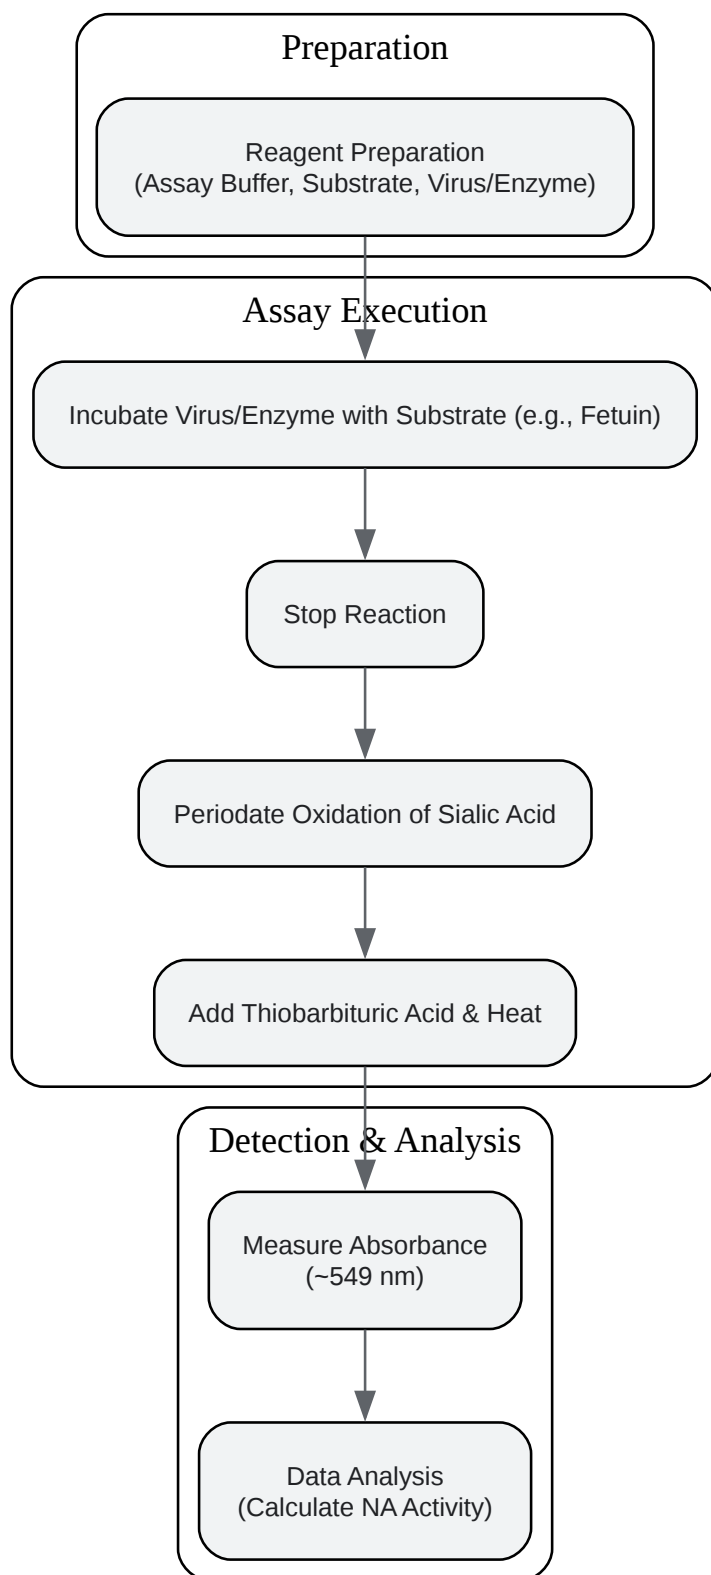 Preparation
Reagent Preparation
(Assay Buffer, Substrate, Virus/Enzyme)
Assay Execution
Incubate Virus/Enzyme with Substrate (e.g., Fetuin)
Stop Reaction
Periodate Oxidation of Sialic Acid
Add Thiobarbituric Acid & Heat
Detection & Analysis
Measure Absorbance
(~549 nm)
Data Analysis
(Calculate NA Activity)